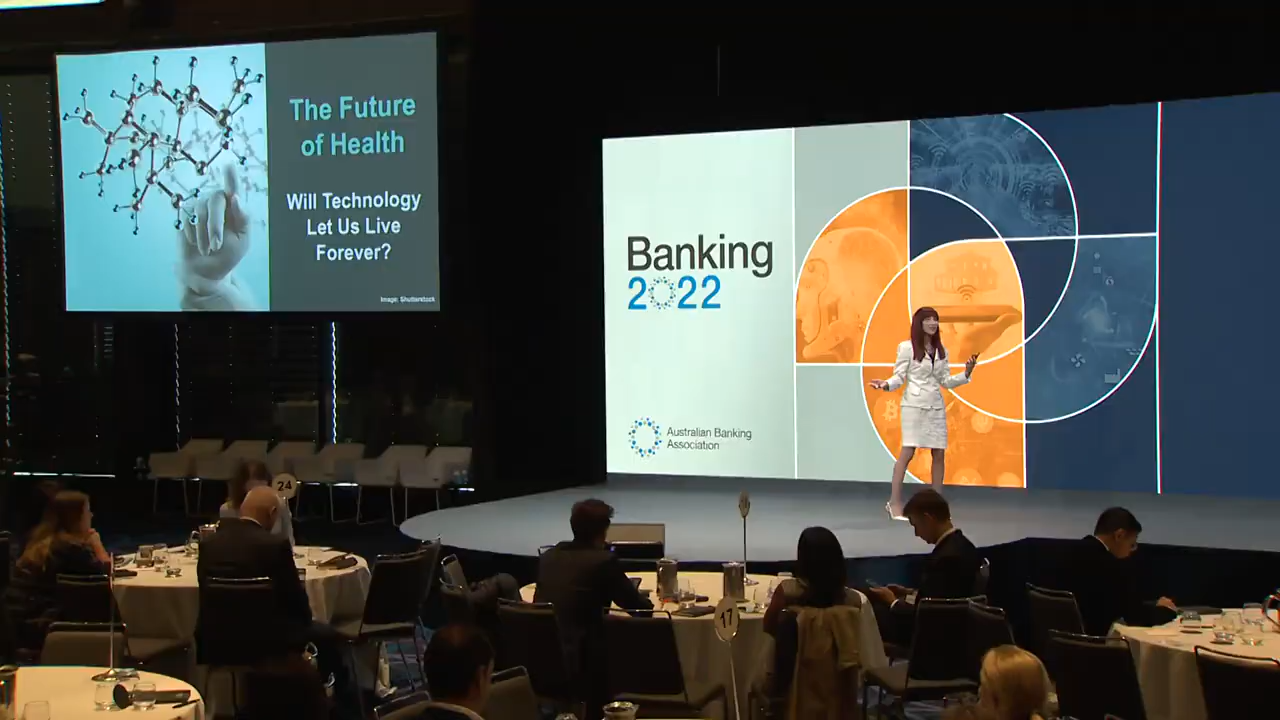 The Future
of Health
Will Technology
Let Us Live
Forever?
Image: Shutterstock
Banking
2022
Australian Banking
Association
24
17